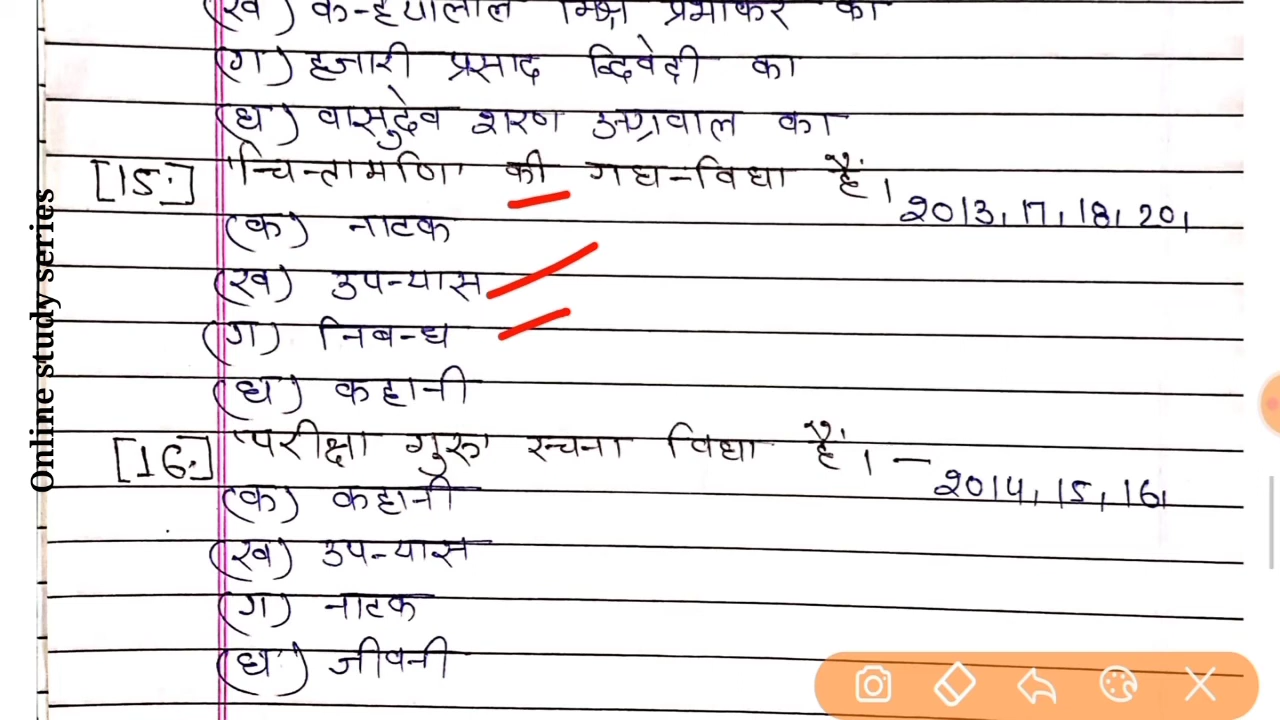 (ख) कन्हैयालाल मिश्र प्रभाकर का
(ग) हजारी प्रसाद द्विवेदी का
(घ) वासुदेव शरण अग्रवाल का
[15.] 'चिन्तामणि' की गद्य-विधा है। 2013, 17, 18, 20,
(क) नाटक
(ख) उपन्यास
(ग) निबन्ध
(घ) कहानी
[16.] 'परीक्षा गुरु' रचना विधा है। - 2014, 15, 16,
(क) कहानी
(ख) उपन्यास
(ग) नाटक
(घ) जीवनी
Online study series